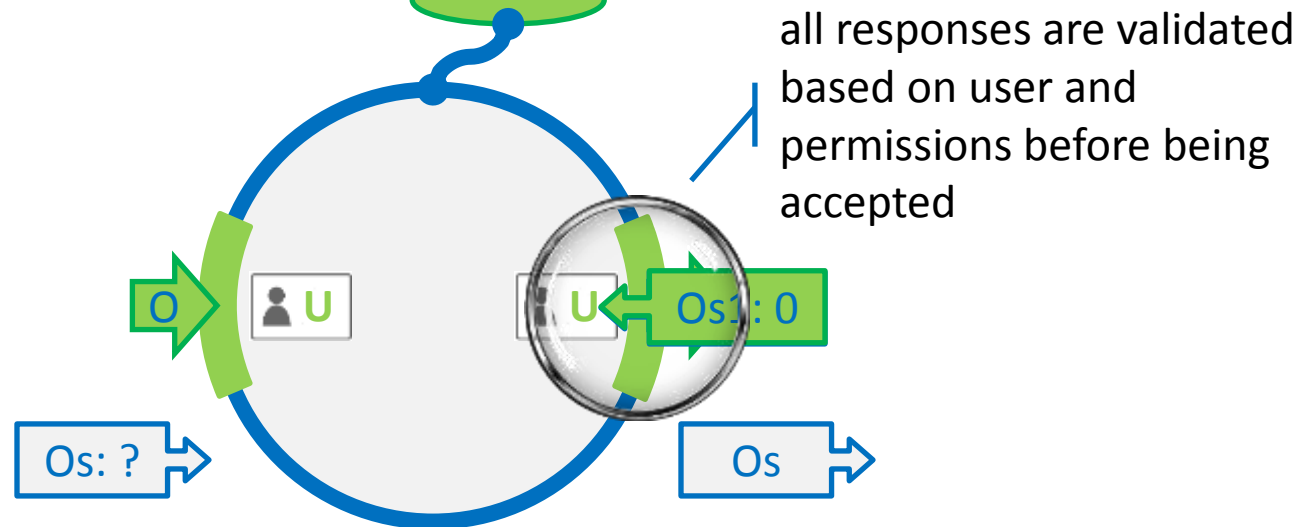 all responses are validated
based on user and
permissions before being
accepted
O
U
U
Os1: 0
Os: ?
Os